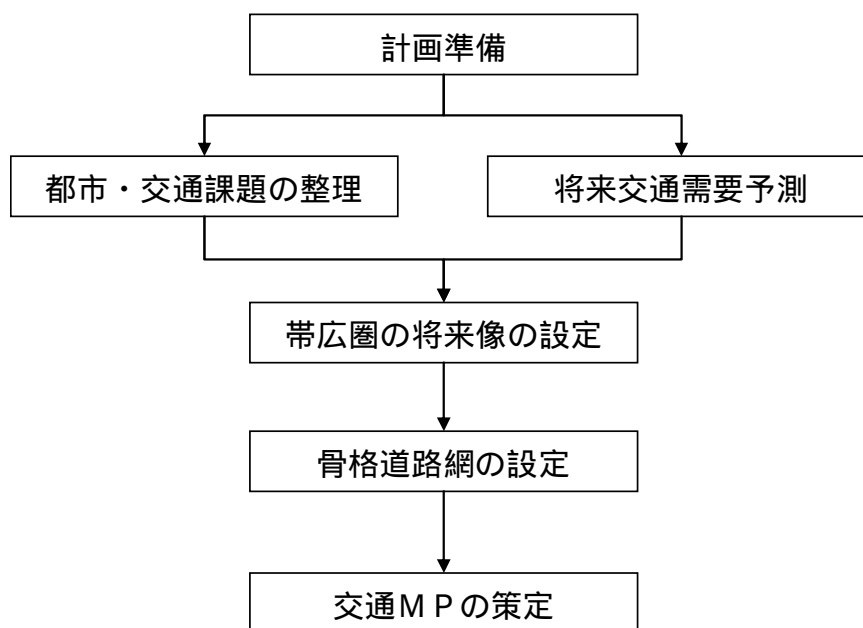 計画準備
都市・交通課題の整理
将来交通需要予測
帯広圏の将来像の設定
骨格道路網の設定
交通ＭＰの策定